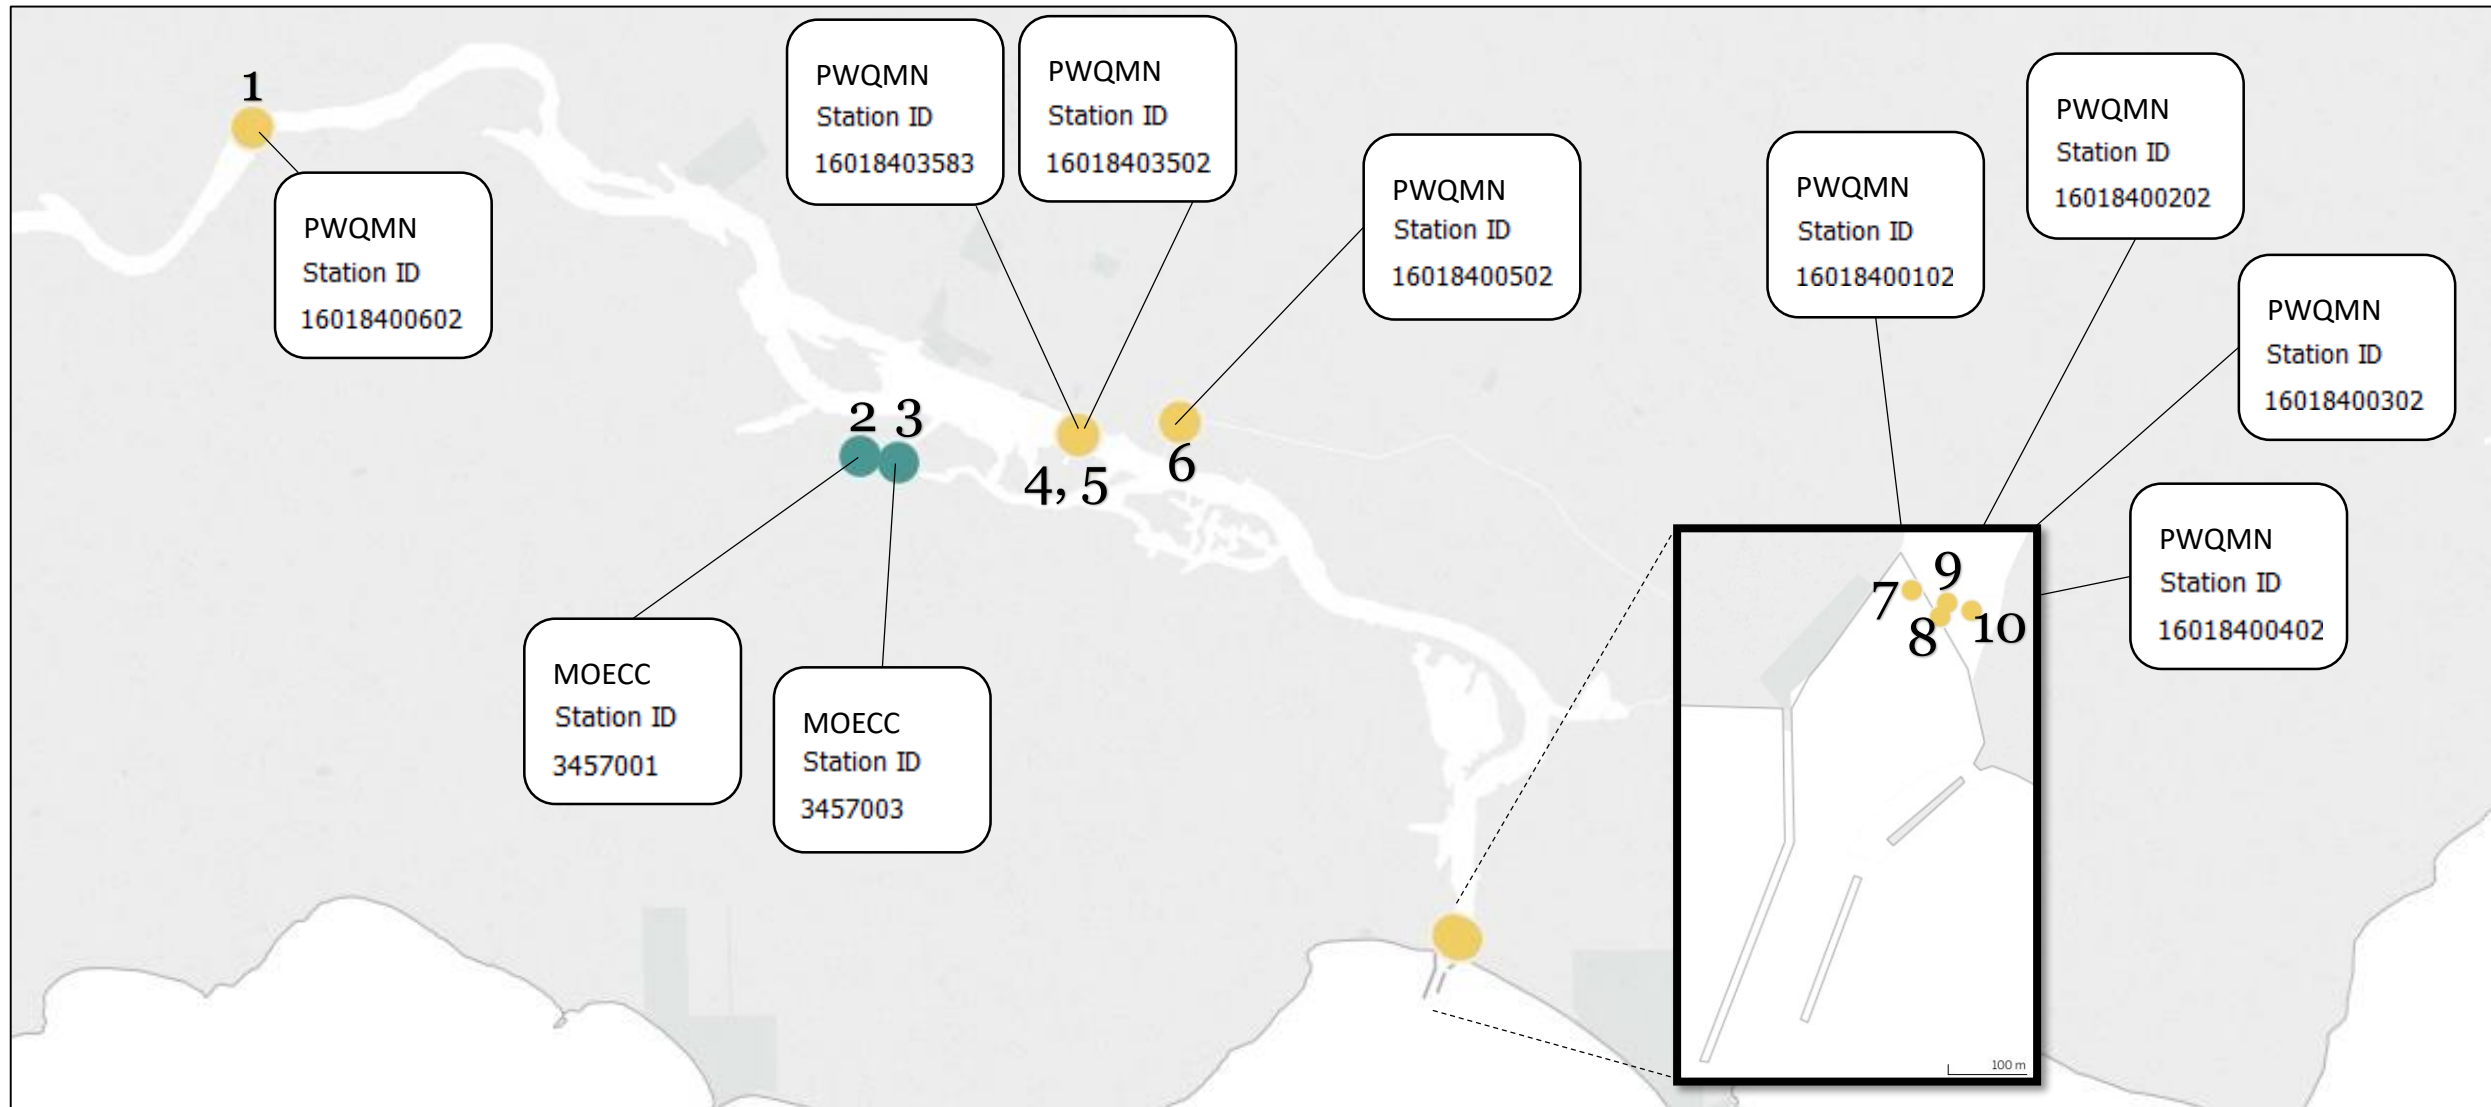 1
PWQMN
Station ID
16018400602
PWQMN
Station ID
16018403583
PWQMN
Station ID
16018403502
PWQMN
Station ID
16018400502
PWQMN
Station ID
16018400102
PWQMN
Station ID
16018400202
PWQMN
Station ID
16018400302
PWQMN
Station ID
16018400402
2
3
4, 5
6
MOECC
Station ID
3457001
MOECC
Station ID
3457003
7
8
9
10
100 m